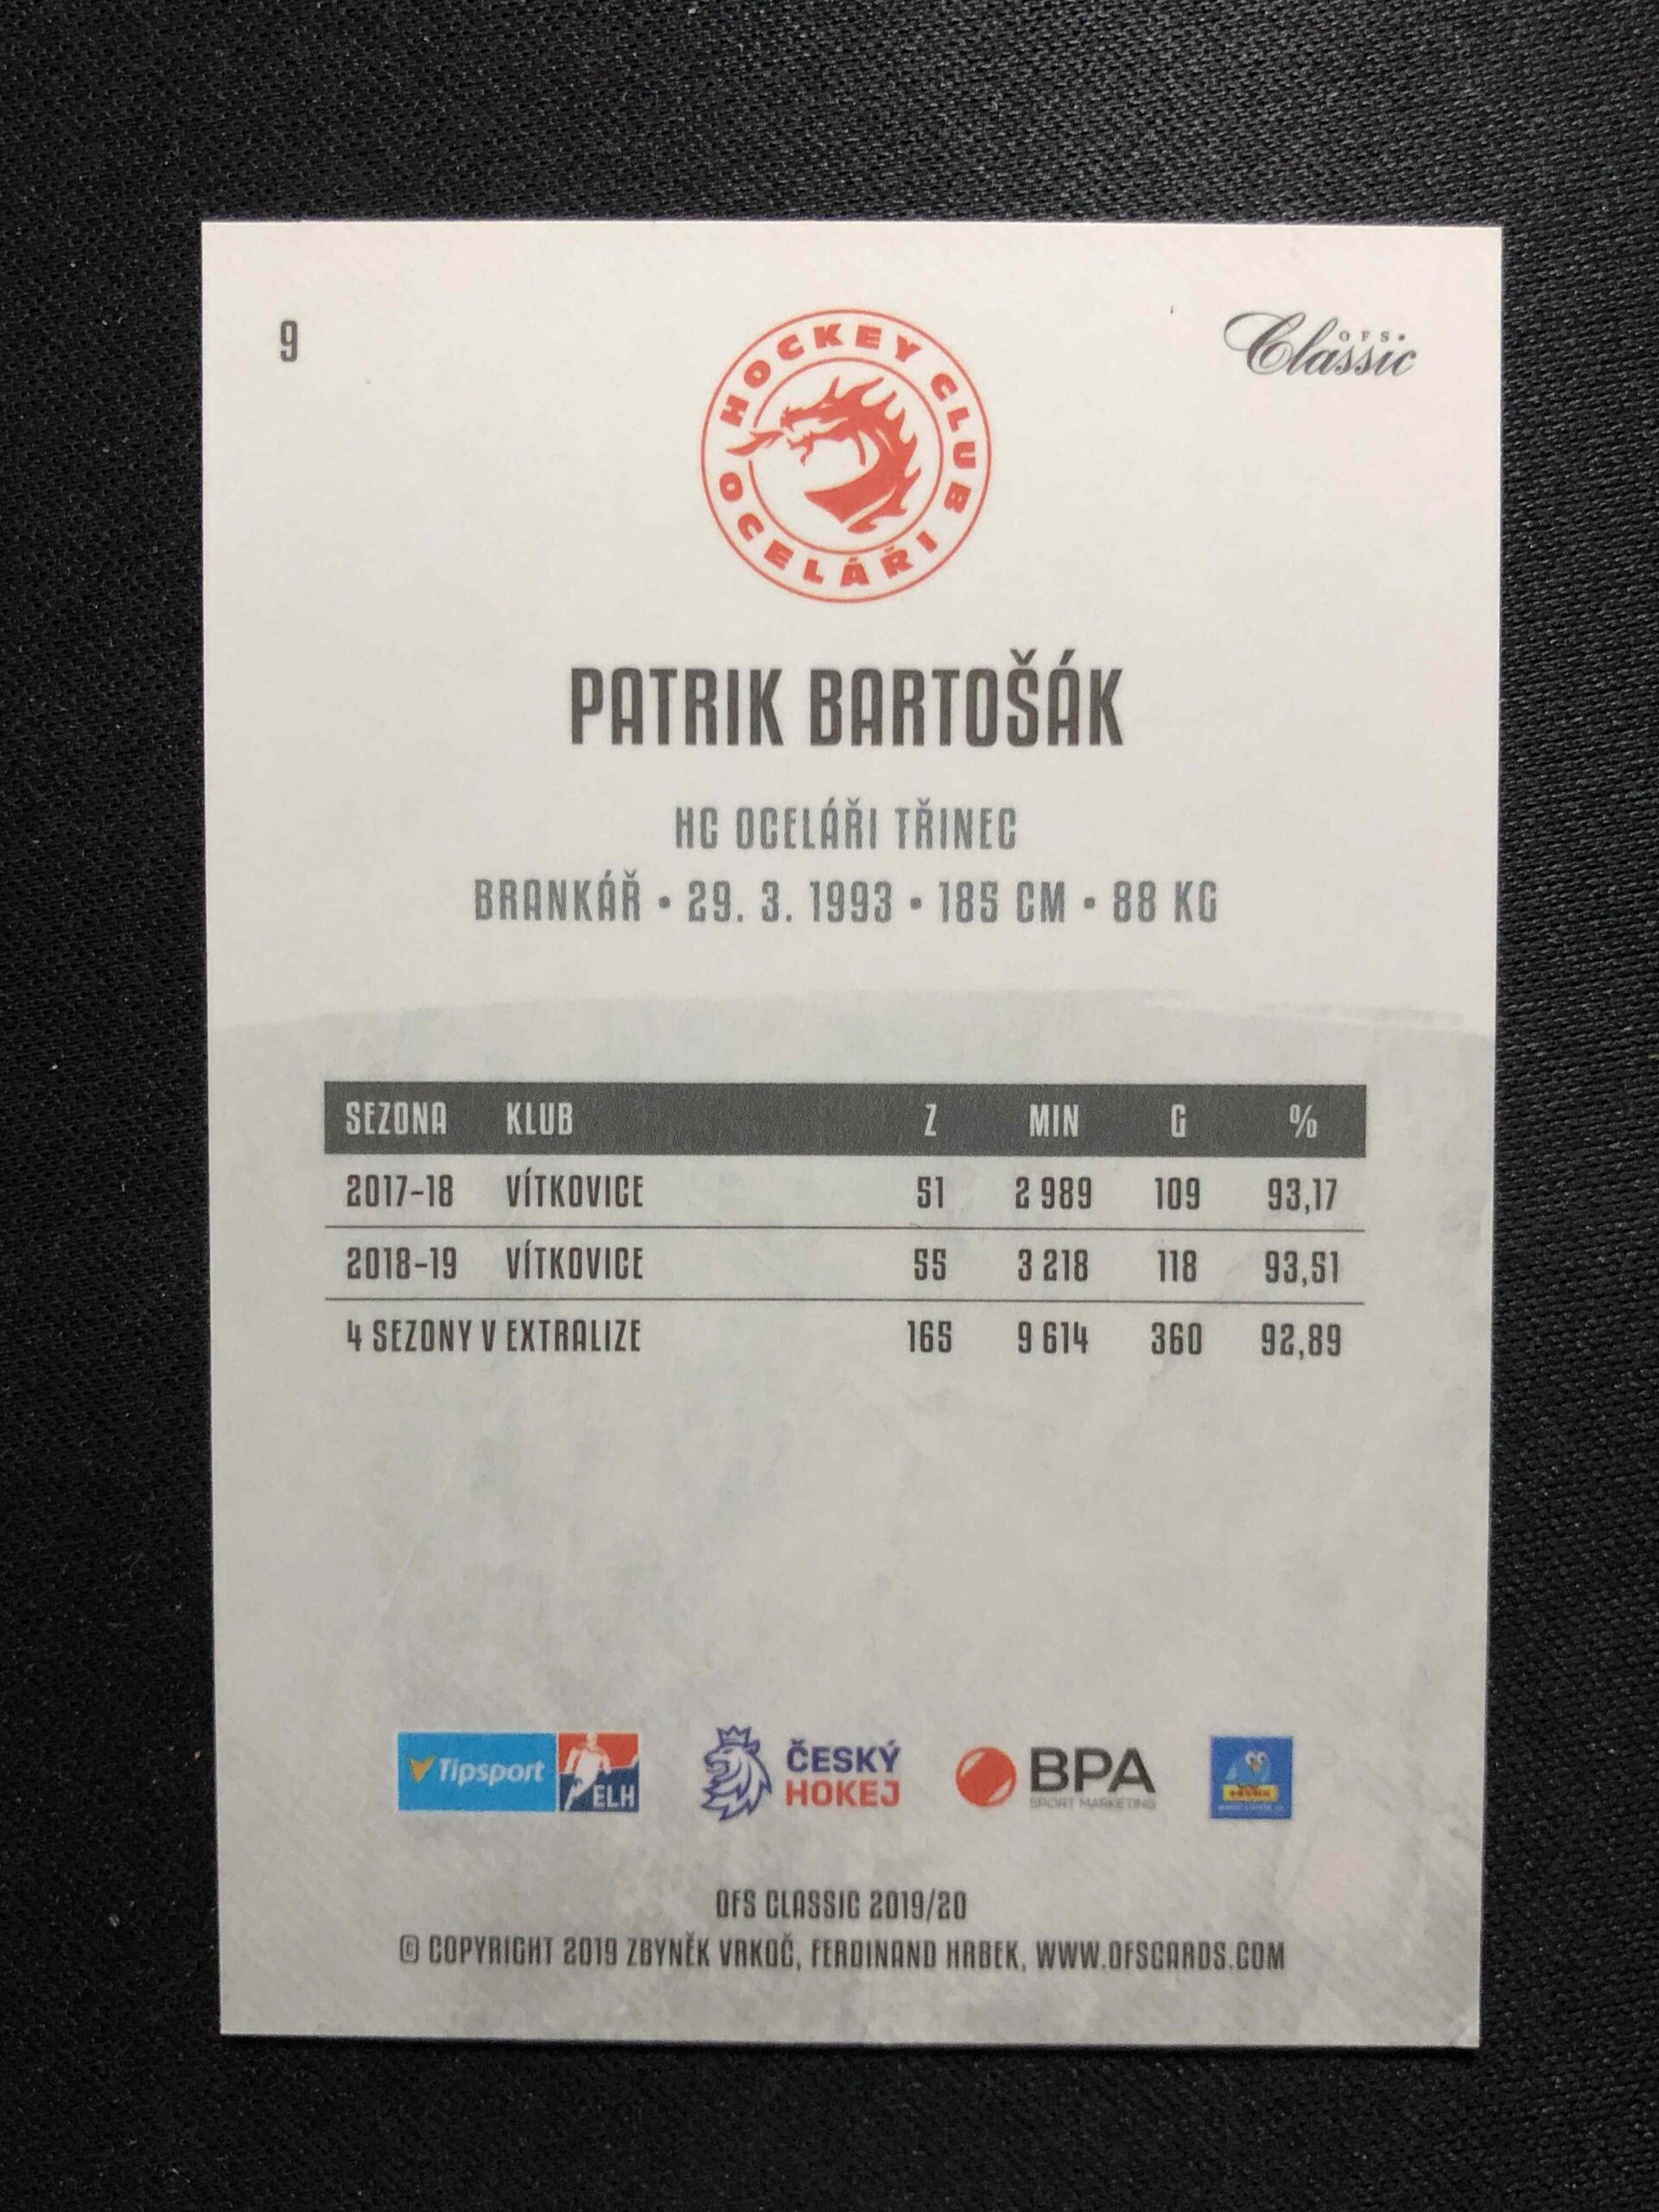 9
OFS
Classic
HOCKEY CLUB
OCELÁŘI
PATRIK BARTOŠÁK
HC OCELÁŘI TŘINEC
BRANKÁŘ • 29. 3. 1993 • 185 CM • 88 KG
SEZONA KLUB Z MIN G %
2017-18 VÍTKOVICE 51 2 989 109 93,17
2018-19 VÍTKOVICE 55 3 218 118 93,51
4 SEZONY V EXTRALIZE 165 9 614 360 92,89
Tipsport ELH
ČESKÝ
HOKEJ
BPA
SPORT MARKETING
OFS CLASSIC 2019/20
© COPYRIGHT 2019 ZBYNĚK VRKOČ, FERDINAND HRBEK, WWW.OFSCARDS.COM